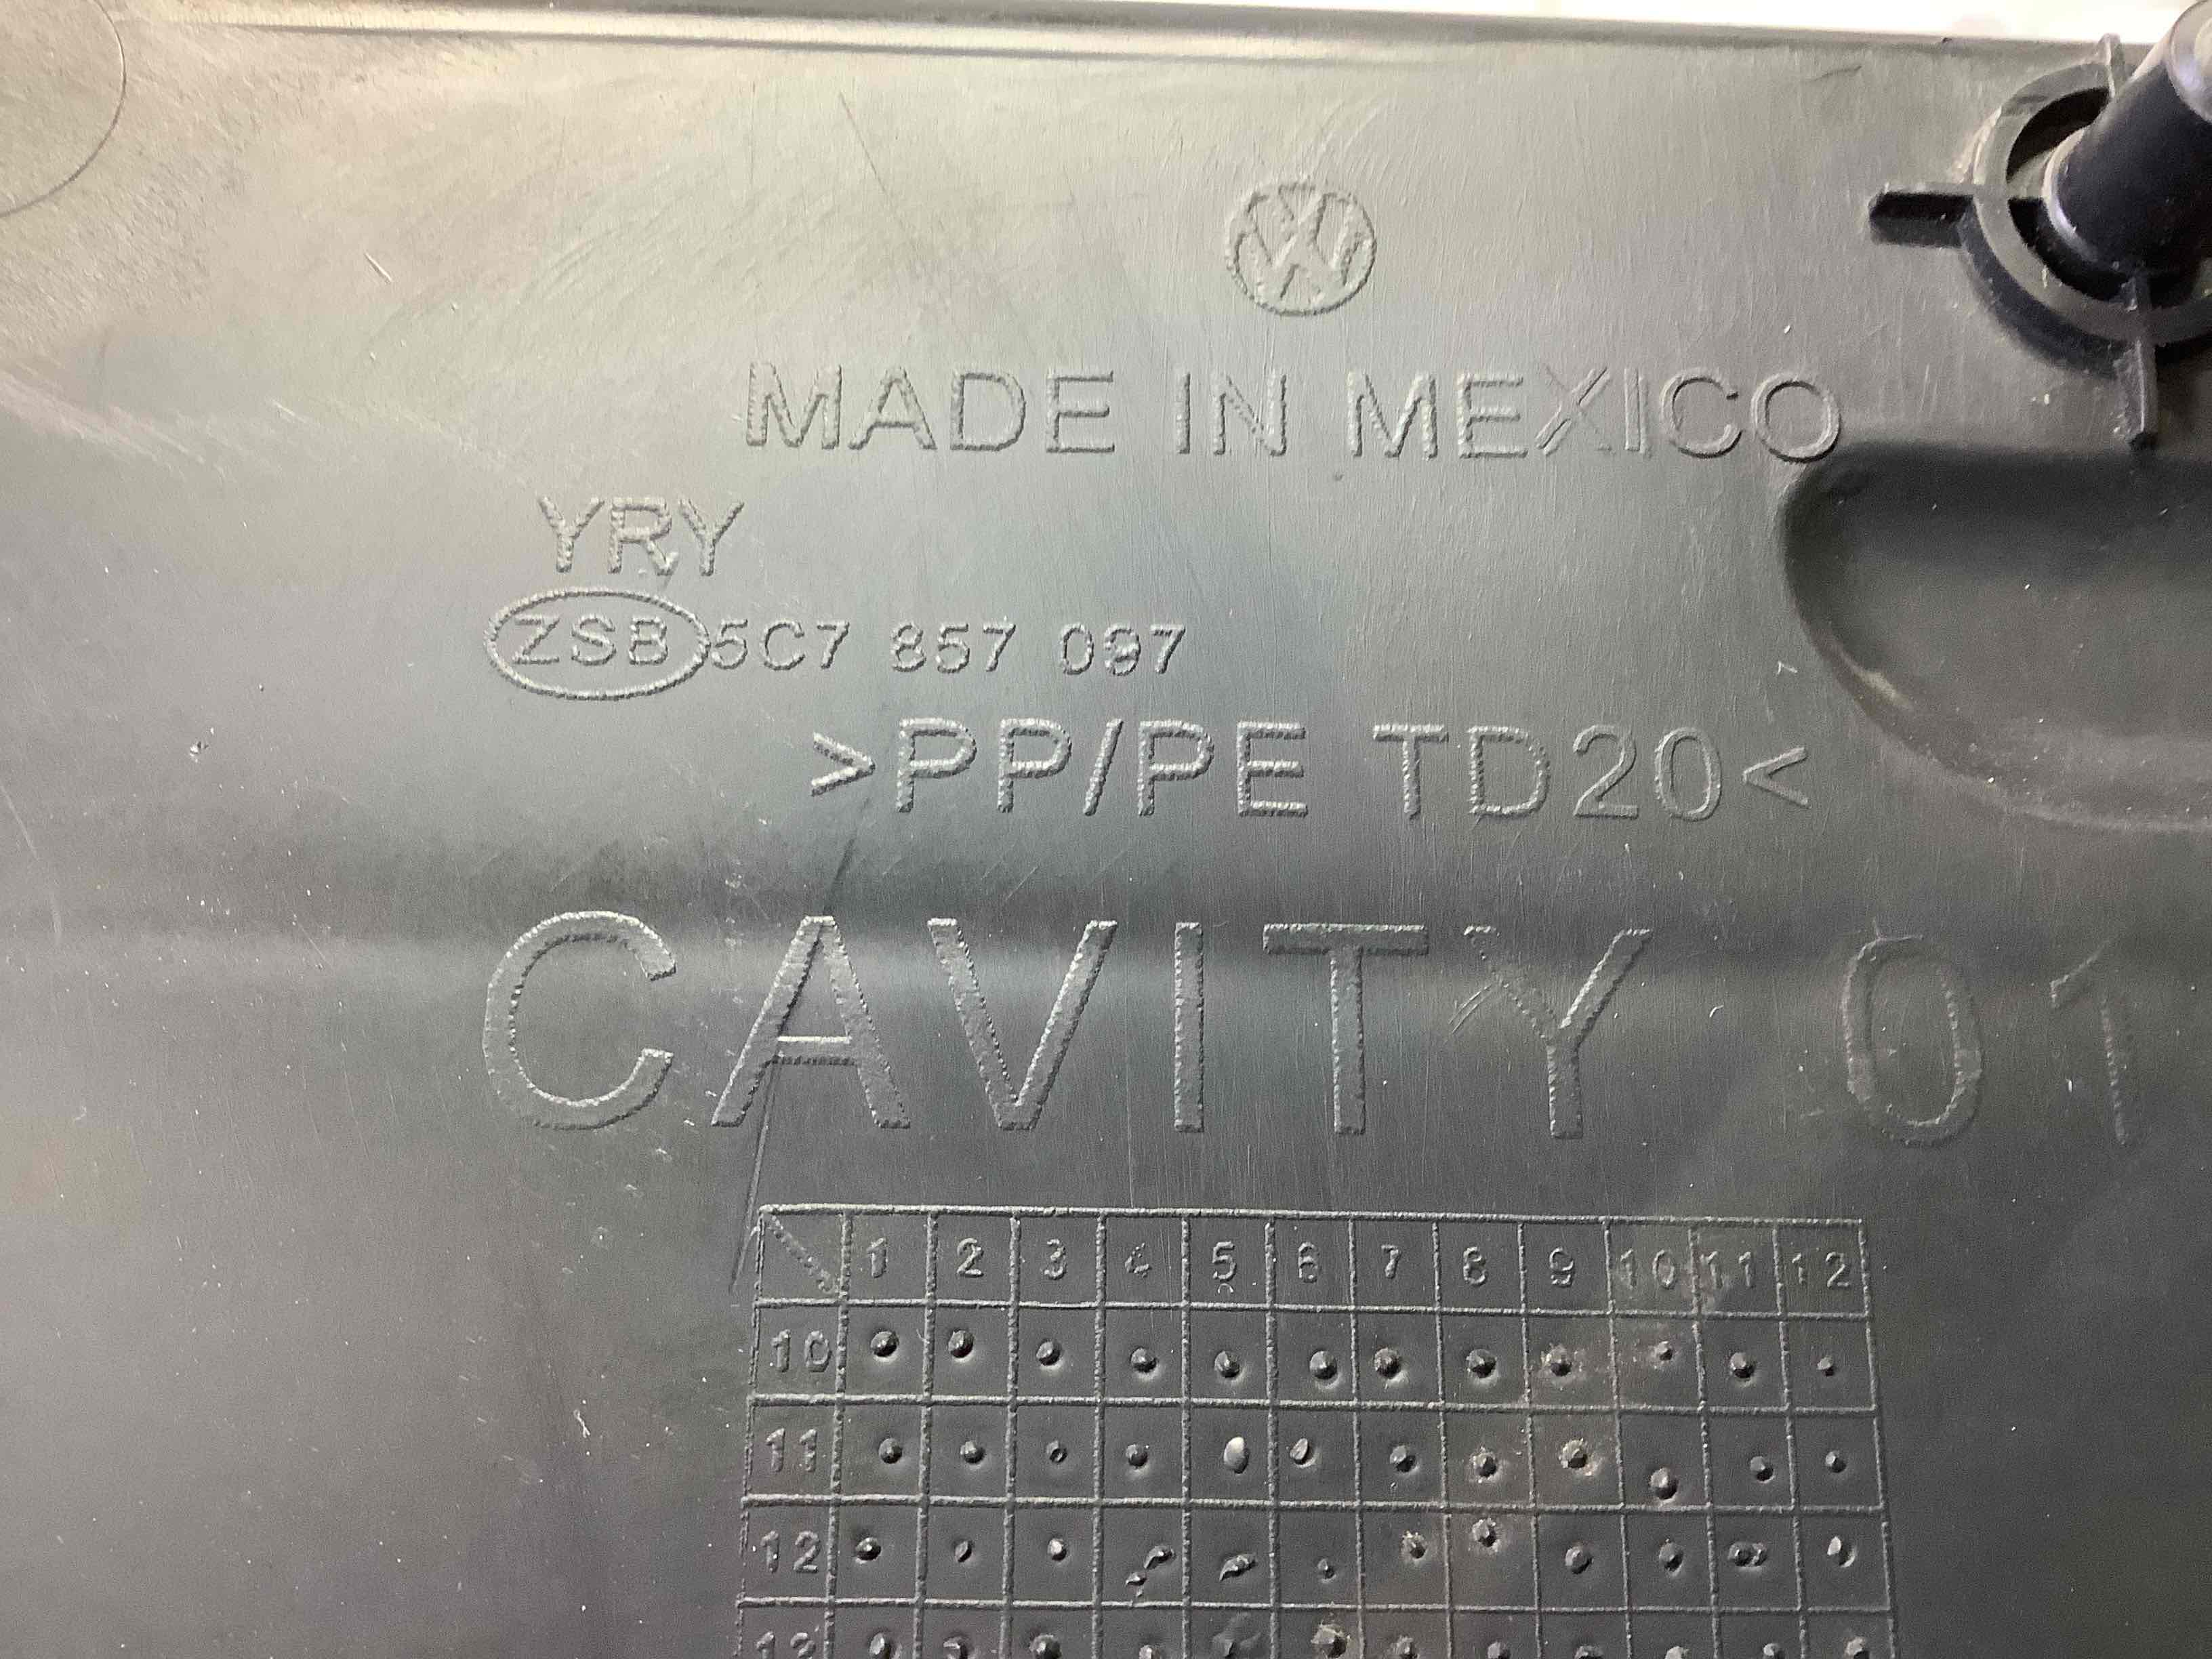 MADE IN MEXICO
YRY
ZSB 5C7 857 097
>PP/PE TD20<
CAVITY 01
1 2 3 4 5 6 7 8 9 10 11 12
10
11
12
13